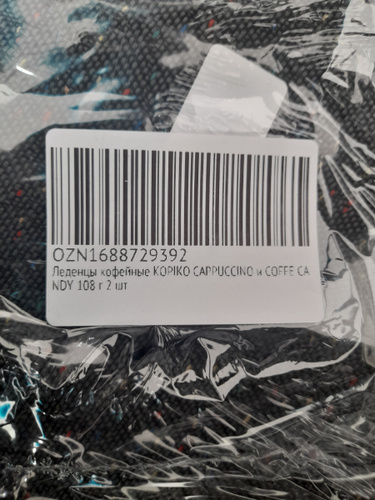 OZN1688729392
Леденцы кофейные KOPIKO CAPPUCCINO и COFFE CA
NDY 108 г 2 шт